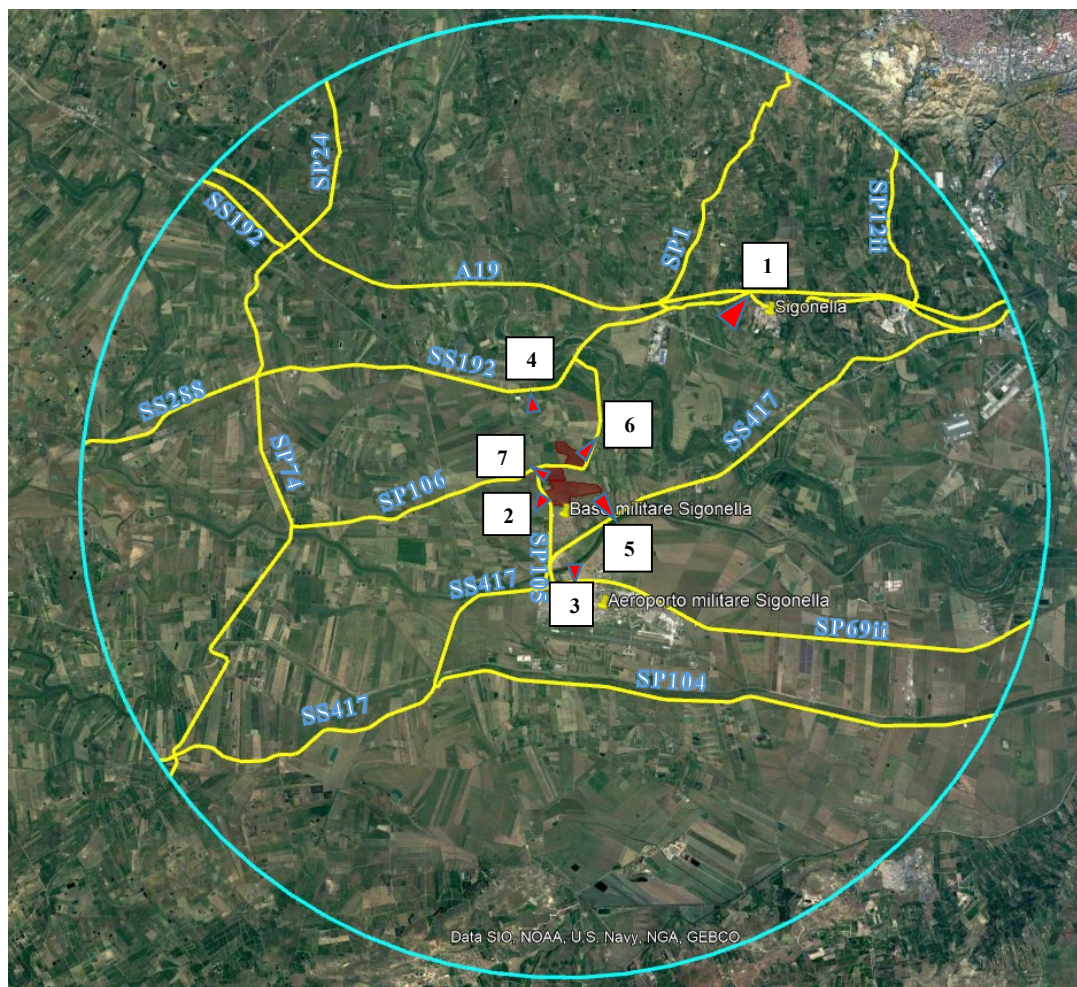 SP24
SS192
SP1
SP12ii
A19
1
Sigonella
4
SS192
SS288
SS417
6
7
SP74
SP106
2
Base militare Sigonella
5
SP105
SS417
3
Aeroporto militare Sigonella
SP69ii
SP104
SS417
Data SIO, NOAA, U.S. Navy, NGA, GEBCO